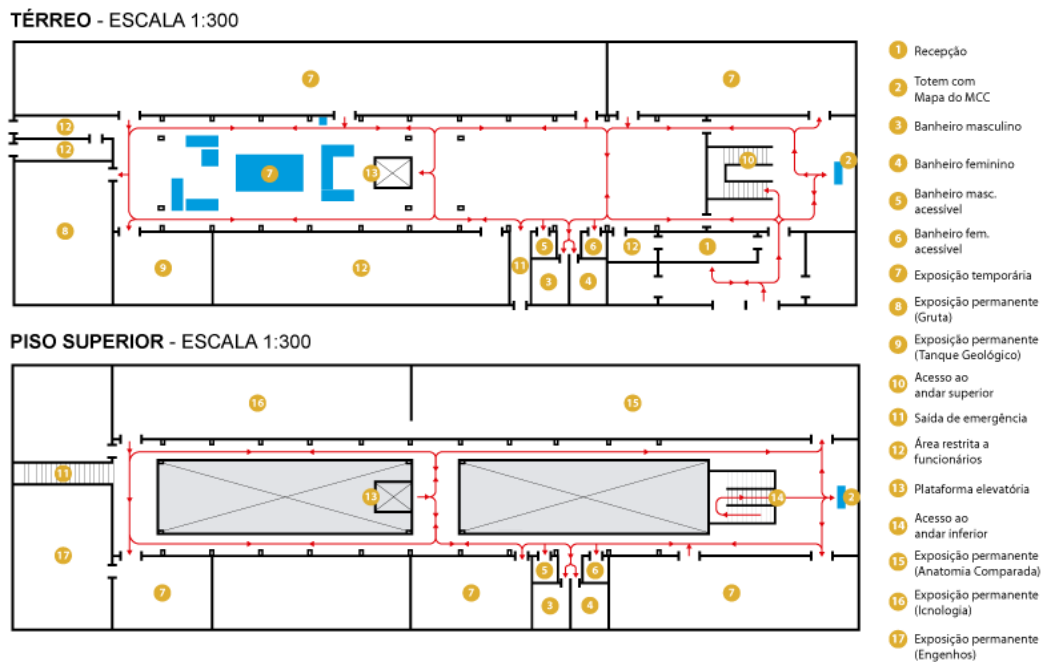 TÉRREO - ESCALA 1:300
7
7
12
12
7
13
10
2
8
9
12
11
5
6
12
1
3
4
PISO SUPERIOR - ESCALA 1:300
16
15
11
13
14
2
17
7
7
5
6
3
4
7
1 Recepção
2 Totem com
Mapa do MCC
3 Banheiro masculino
4 Banheiro feminino
5 Banheiro masc.
acessível
6 Banheiro fem.
acessível
7 Exposição temporária
8 Exposição permanente
(Gruta)
9 Exposição permanente
(Tanque Geológico)
10 Acesso ao
andar superior
11 Saída de emergência
12 Área restrita a
funcionários
13 Plataforma elevatória
14 Acesso ao
andar inferior
15 Exposição permanente
(Anatomia Comparada)
16 Exposição permanente
(Icnologia)
17 Exposição permanente
(Engenhos)